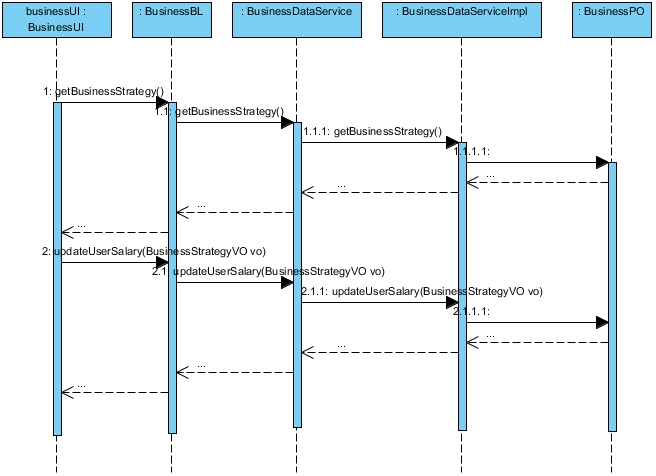 businessUI :
BusinessUI
: BusinessBL
: BusinessDataService
: BusinessDataServiceImpl
: BusinessPO
1: getBusinessStrategy()
1.1: getBusinessStrategy()
1.1.1: getBusinessStrategy()
1.1.1.1:
...
...
...
...
2: updateUserSalary(BusinessStrategyVO vo)
2.1: updateUserSalary(BusinessStrategyVO vo)
2.1.1: updateUserSalary(BusinessStrategyVO vo)
2.1.1.1:
...
...
...
...